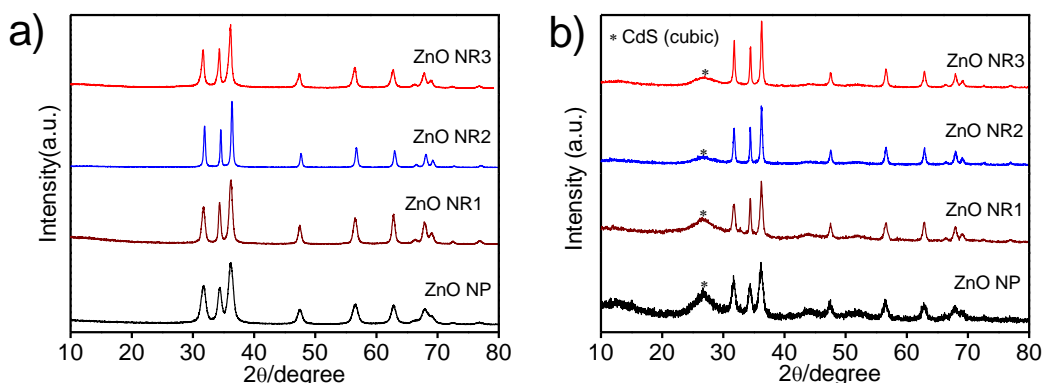 a)
Intensity(a.u.)
ZnO NR3
ZnO NR2
ZnO NR1
ZnO NP
10 20 30 40 50 60 70 80
2θ/degree
b)
Intensity (a.u.)
* CdS (cubic)
*
ZnO NR3
*
ZnO NR2
*
ZnO NR1
*
ZnO NP
10 20 30 40 50 60 70 80
2θ/degree